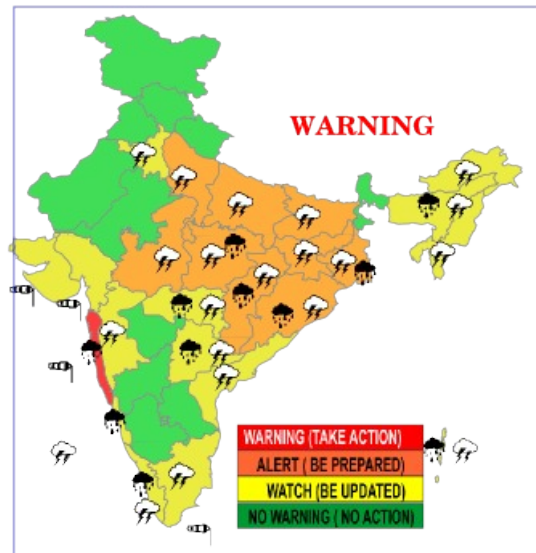 WARNING
WARNING (TAKE ACTION)
ALERT ( BE PREPARED)
WATCH (BE UPDATED)
NO WARNING ( NO ACTION)